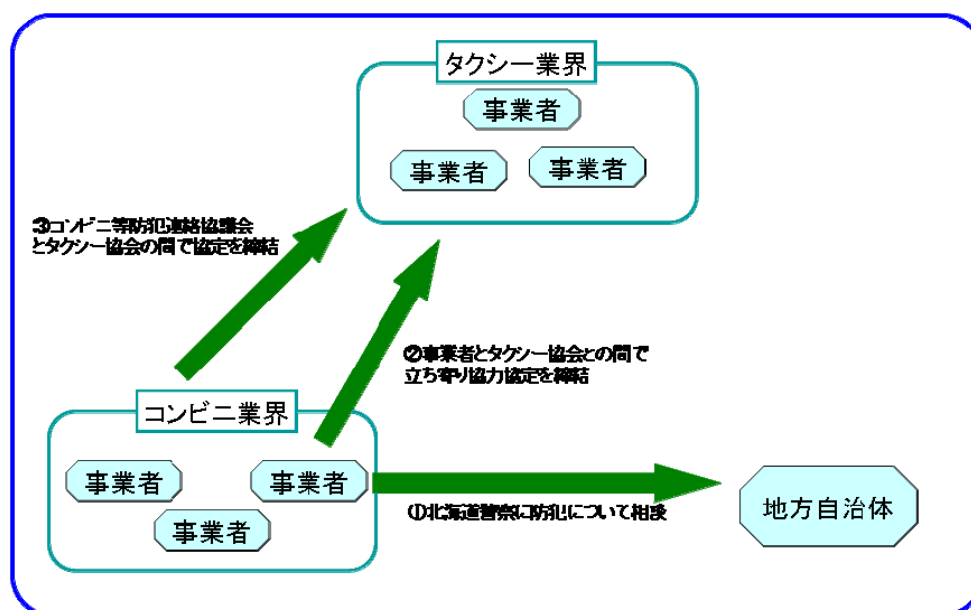 タクシー業界
事業者
事業者
事業者
③コンビニ等防犯連絡協議会
とタクシー協会の間で協定を締結
②事業者とタクシー協会との間で
立ち寄り協力協定を締結
コンビニ業界
事業者
事業者
事業者
①北海道警察に防犯について相談
地方自治体